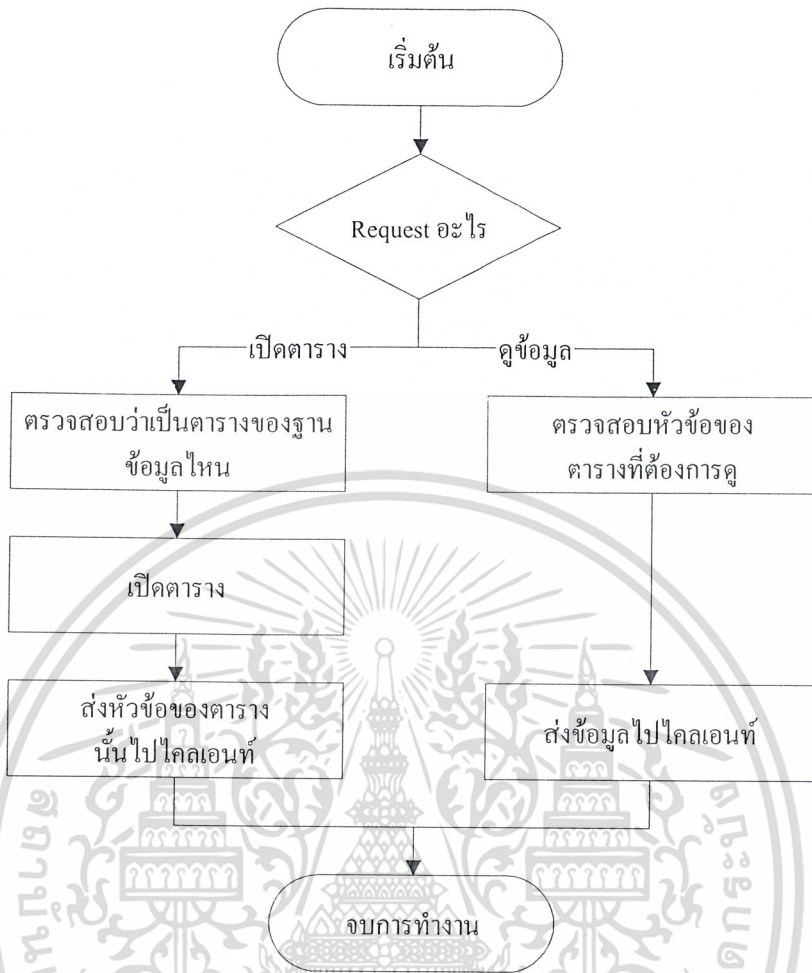 เริ่มต้น
Request อะไร
เปิดตาราง
ดูข้อมูล
ตรวจสอบว่าเป็นตารางของฐาน
ข้อมูลไหน
ตรวจสอบหัวข้อของ
ตารางที่ต้องการดู
เปิดตาราง
ส่งหัวข้อของตาราง
นั้นไปไคลเอนท์
ส่งข้อมูลไปไคลเอนท์
จบการทำงาน